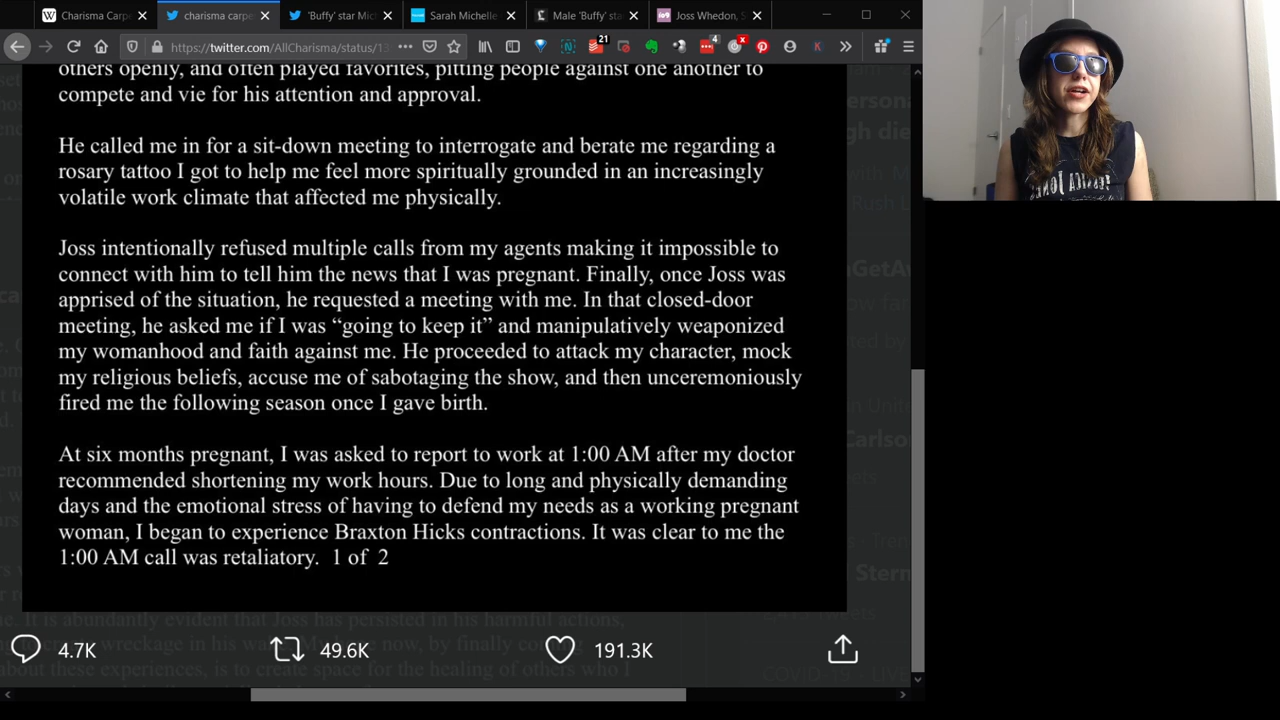 Charisma Carpe
charisma carpe
'Buffy' star Mic
Sarah Michelle
Male 'Buffy' sta
Joss Whedon, S
https://twitter.com/AllCharisma/status/13
21
4
others openly, and often played favorites, pitting people against one another to
compete and vie for his attention and approval.
He called me in for a sit-down meeting to interrogate and berate me regarding a
rosary tattoo I got to help me feel more spiritually grounded in an increasingly
volatile work climate that affected me physically.
Joss intentionally refused multiple calls from my agents making it impossible to
connect with him to tell him the news that I was pregnant. Finally, once Joss was
apprised of the situation, he requested a meeting with me. In that closed-door
meeting, he asked me if I was “going to keep it” and manipulatively weaponized
my womanhood and faith against me. He proceeded to attack my character, mock
my religious beliefs, accuse me of sabotaging the show, and then unceremoniously
fired me the following season once I gave birth.
At six months pregnant, I was asked to report to work at 1:00 AM after my doctor
recommended shortening my work hours. Due to long and physically demanding
days and the emotional stress of having to defend my needs as a working pregnant
woman, I began to experience Braxton Hicks contractions. It was clear to me the
1:00 AM call was retaliatory. 1 of 2
4.7K
49.6K
191.3K